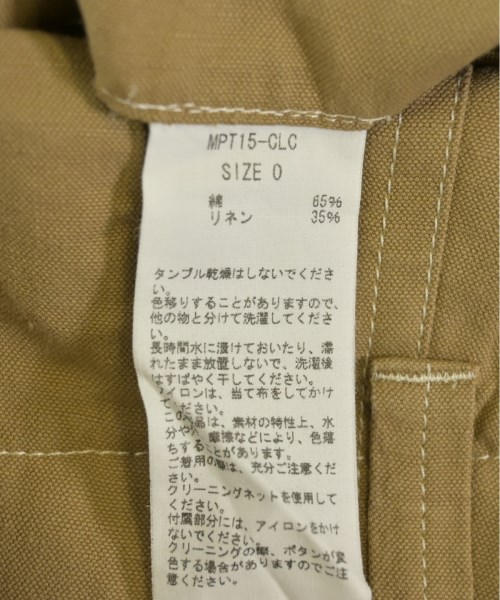 MPT15-CLC
SIZE 0
綿 65%
リネン 35%
タンブル乾燥はしないでくださ
い。
色移りすることがありますので、
他の物と分けて洗濯してくださ
い。
長時間水に漬けておいたり、濡
れたまま放置しないで、洗濯後
はすばやく干してください。
アイロンは、当て布をしてかけ
てください。
この商品は、素材の特性上、水
分や、摩擦などにより、色落
ちすることがあります。
ご着用の際は、充分ご注意くだ
さい。
クリーニングネットを使用して
ください。
付属部分には、アイロンをかけ
ないでください。
クリーニングの際、ボタンが変
色する場合がありますのでご注
意ください。